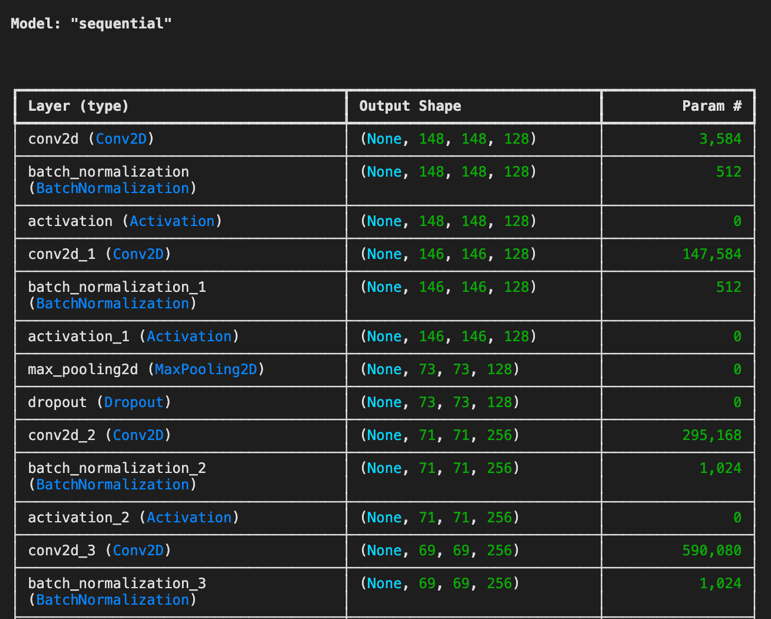 Model: "sequential"
Layer (type) Output Shape Param #
conv2d (Conv2D) (None, 148, 148, 128) 3,584
batch_normalization (None, 148, 148, 128) 512
(BatchNormalization)
activation (Activation) (None, 148, 148, 128) 0
conv2d_1 (Conv2D) (None, 146, 146, 128) 147,584
batch_normalization_1 (None, 146, 146, 128) 512
(BatchNormalization)
activation_1 (Activation) (None, 146, 146, 128) 0
max_pooling2d (MaxPooling2D) (None, 73, 73, 128) 0
dropout (Dropout) (None, 73, 73, 128) 0
conv2d_2 (Conv2D) (None, 71, 71, 256) 295,168
batch_normalization_2 (None, 71, 71, 256) 1,024
(BatchNormalization)
activation_2 (Activation) (None, 71, 71, 256) 0
conv2d_3 (Conv2D) (None, 69, 69, 256) 590,080
batch_normalization_3 (None, 69, 69, 256) 1,024
(BatchNormalization)